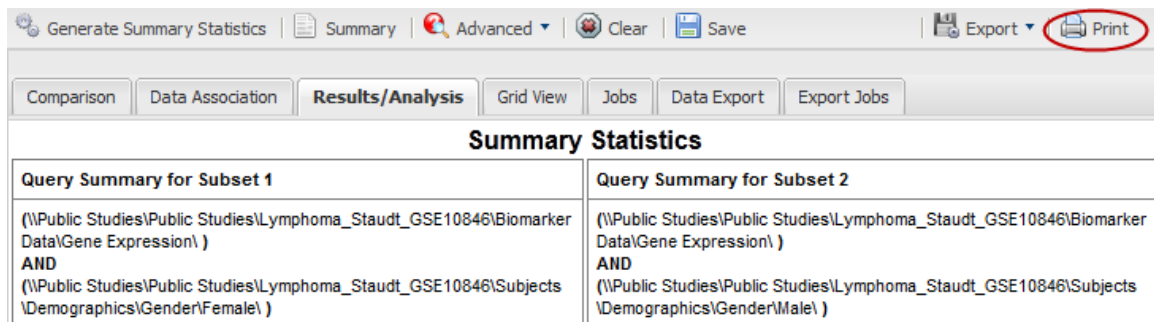 Generate Summary Statistics Summary Advanced Clear Save Export Print
Comparison Data Association Results/Analysis Grid View Jobs Data Export Export Jobs
Summary Statistics
Query Summary for Subset 1
(\\Public Studies\Public Studies\Lymphoma_Staudt_GSE10846\Biomarker
Data\Gene Expression\ )
AND
(\\Public Studies\Public Studies\Lymphoma_Staudt_GSE10846\Subjects
\Demographics\Gender\Female\ )
Query Summary for Subset 2
(\\Public Studies\Public Studies\Lymphoma_Staudt_GSE10846\Biomarker
Data\Gene Expression\ )
AND
(\\Public Studies\Public Studies\Lymphoma_Staudt_GSE10846\Subjects
\Demographics\Gender\Male\ )